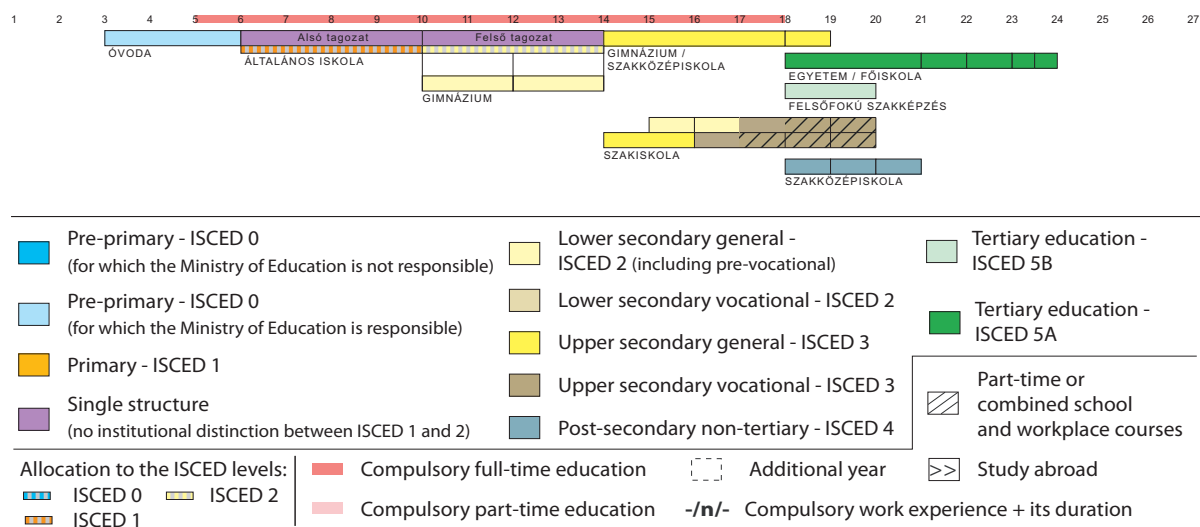 1 2 3 4 5 6 7 8 9 10 11 12 13 14 15 16 17 18 19 20 21 22 23 24 25 26 27
Alsó tagozat Felső tagozat
ÓVODA ÁLTALÁNOS ISKOLA GIMNÁZIUM /
SZAKKÖZÉPISKOLA
EGYETEM / FŐISKOLA
GIMNÁZIUM
FELSŐFOKÚ SZAKKÉPZÉS
SZAKISKOLA
SZAKKÖZÉPISKOLA
Pre-primary - ISCED 0
(for which the Ministry of Education is not responsible)
Pre-primary - ISCED 0
(for which the Ministry of Education is responsible)
Primary - ISCED 1
Single structure
(no institutional distinction between ISCED 1 and 2)
Lower secondary general -
ISCED 2 (including pre-vocational)
Lower secondary vocational - ISCED 2
Upper secondary general - ISCED 3
Upper secondary vocational - ISCED 3
Post-secondary non-tertiary - ISCED 4
Tertiary education -
ISCED 5B
Tertiary education -
ISCED 5A
Part-time or
combined school
and workplace courses
Allocation to the ISCED levels:
ISCED 0 ISCED 2
ISCED 1
Compulsory full-time education
Compulsory part-time education
Additional year
-/n/- Compulsory work experience + its duration
>> Study abroad